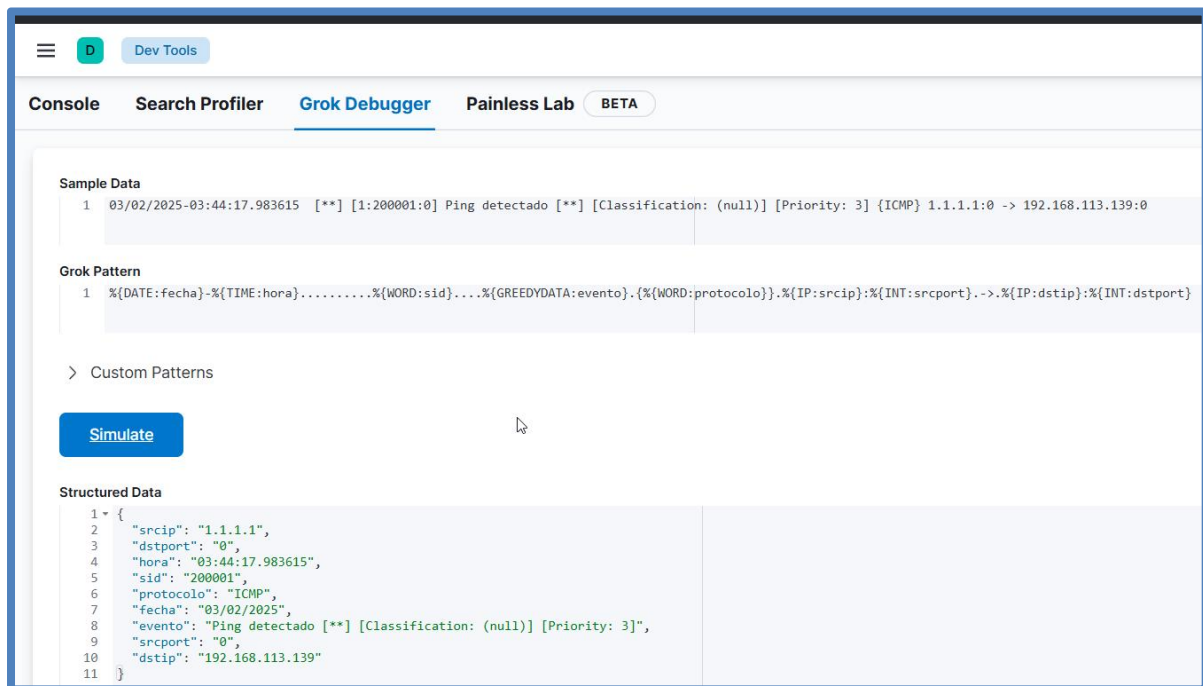 D Dev Tools
Console Search Profiler Grok Debugger Painless Lab BETA
Sample Data
1 03/02/2025-03:44:17.983615  [**] [1:200001:0] Ping detectado [**] [Classification: (null)] [Priority: 3] {ICMP} 1.1.1.1:0 -> 192.168.113.139:0
Grok Pattern
1 %{DATE:fecha}-%{TIME:hora}..........%{WORD:sid}....%{GREEDYDATA:evento}.{%{WORD:protocolo}}.%{IP:srcip}:%{INT:srcport}.->.%{IP:dstip}:%{INT:dstport}
Custom Patterns
Simulate
Structured Data
1 {
2 "srcip": "1.1.1.1",
3 "dstport": "0",
4 "hora": "03:44:17.983615",
5 "sid": "200001",
6 "protocolo": "ICMP",
7 "fecha": "03/02/2025",
8 "evento": "Ping detectado [**] [Classification: (null)] [Priority: 3]",
9 "srcport": "0",
10 "dstip": "192.168.113.139"
11 }